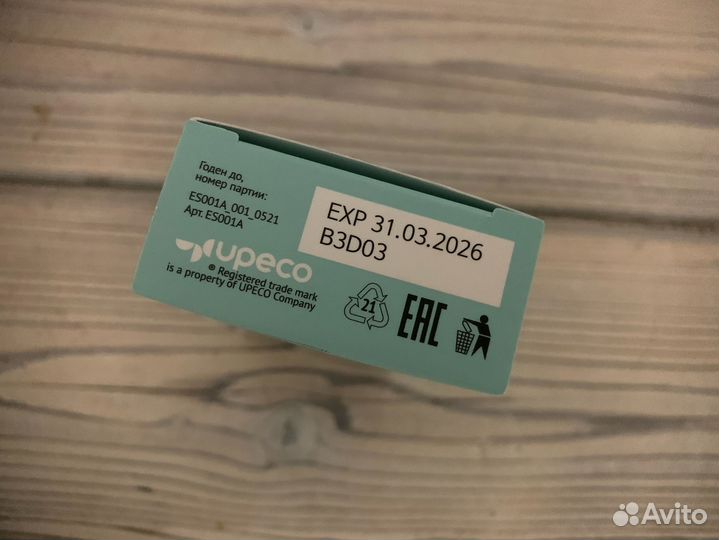 Годен до,
номер партии:
ES001A_001_0521
Арт. ES001A
EXP 31.03.2026
B3D03
upeco
® Registered trade mark
is a property of UPECO Company
21
EAC
Avito